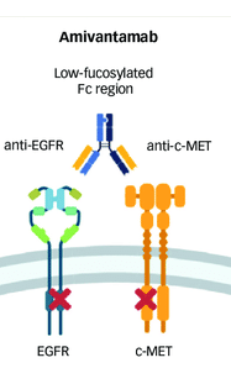 Amivantamab
Low-fucosylated
Fc region
anti-EGFR
anti-c-MET
EGFR
c-MET